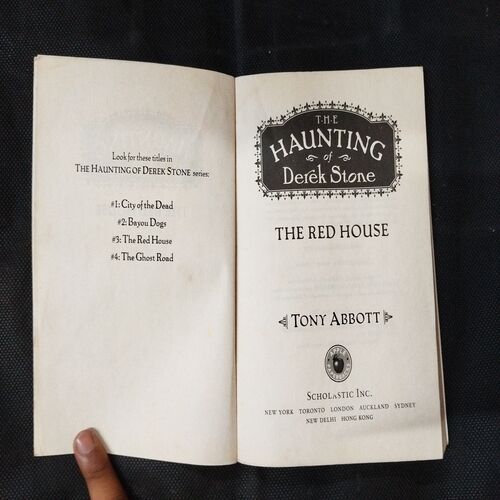 Look for these titles in
THE HAUNTING OF DEREK STONE series:
#1: City of the Dead
#2: Bayou Dogs
#3: The Red House
#4: The Ghost Road
THE
HAUNTING
of
Derek Stone
THE RED HOUSE
TONY ABBOTT
SCHOLASTIC INC.
NEW YORK TORONTO LONDON AUCKLAND SYDNEY
NEW DELHI HONG KONG